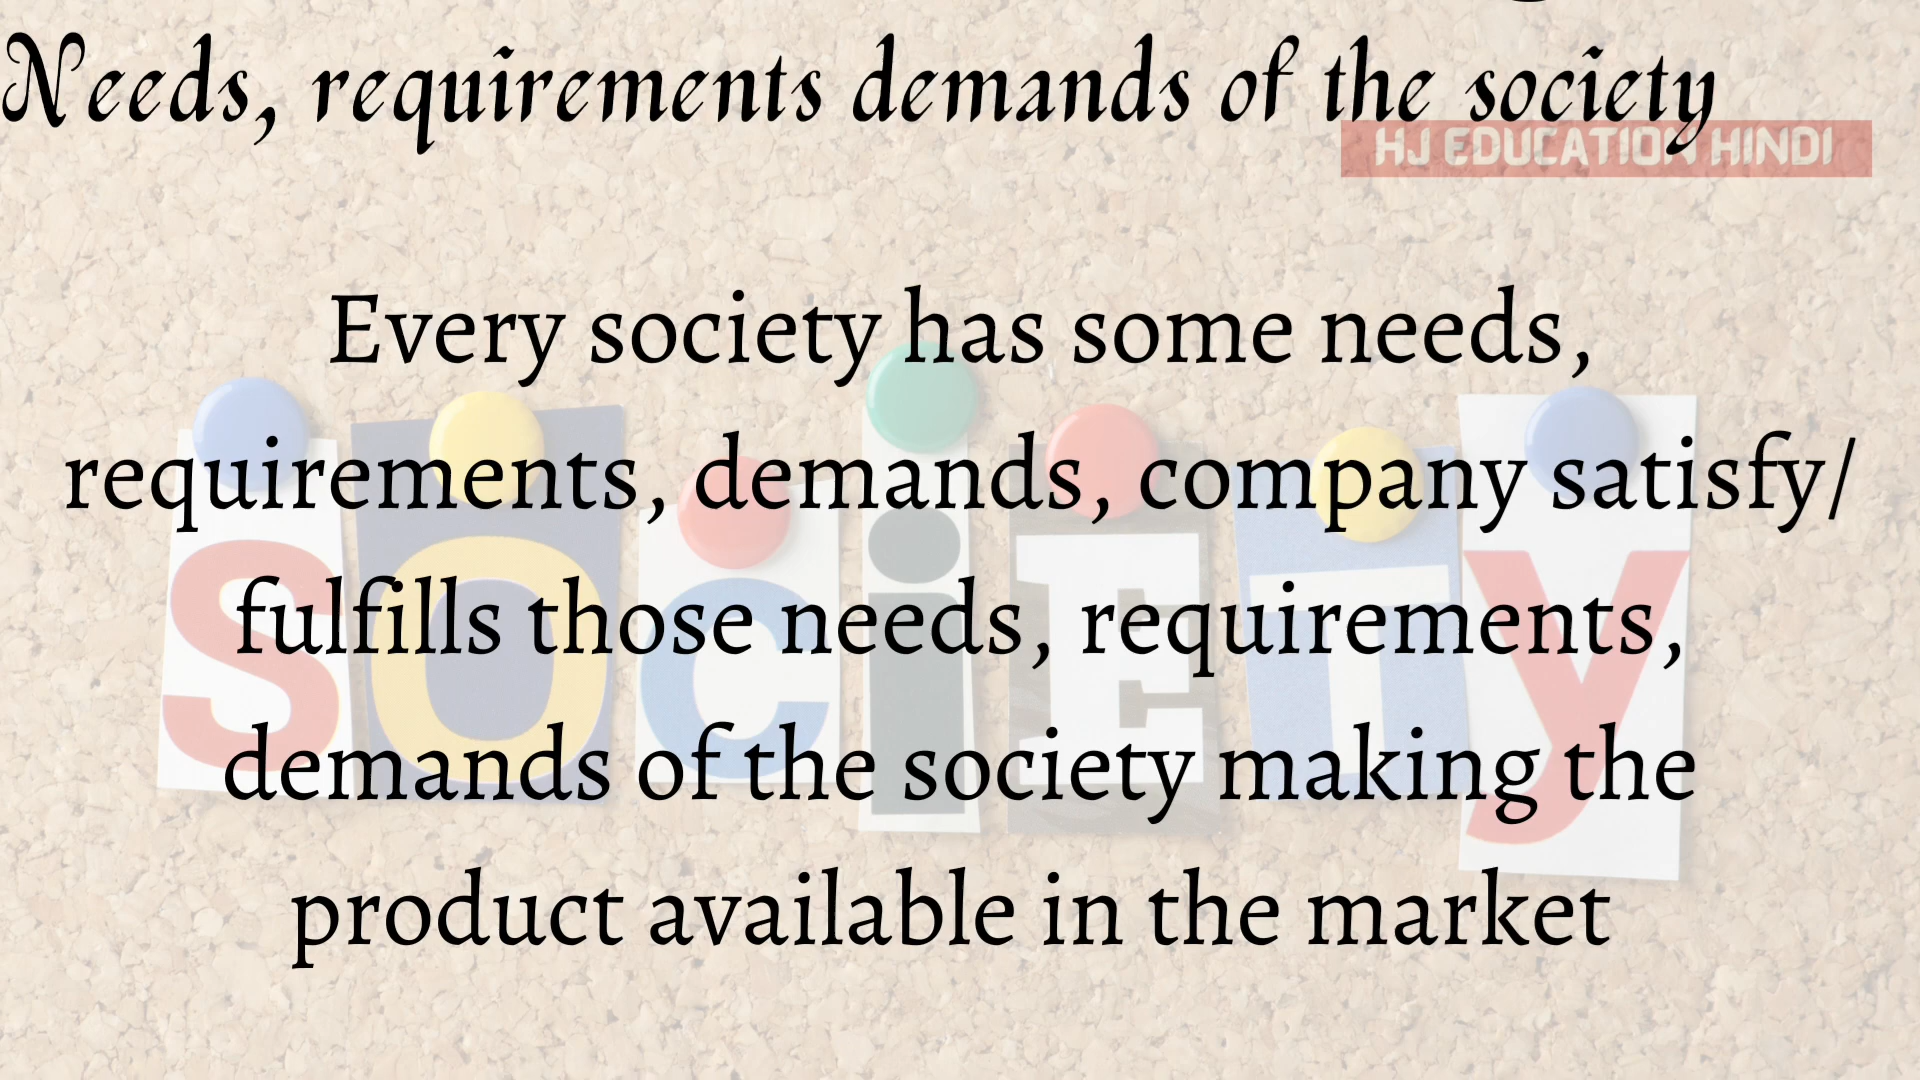 Needs, requirements demands of the society
HJ EDUCATION HINDI
Every society has some needs,
requirements, demands, company satisfy/
fulfills those needs, requirements,
demands of the society making the
product available in the market
sociETy